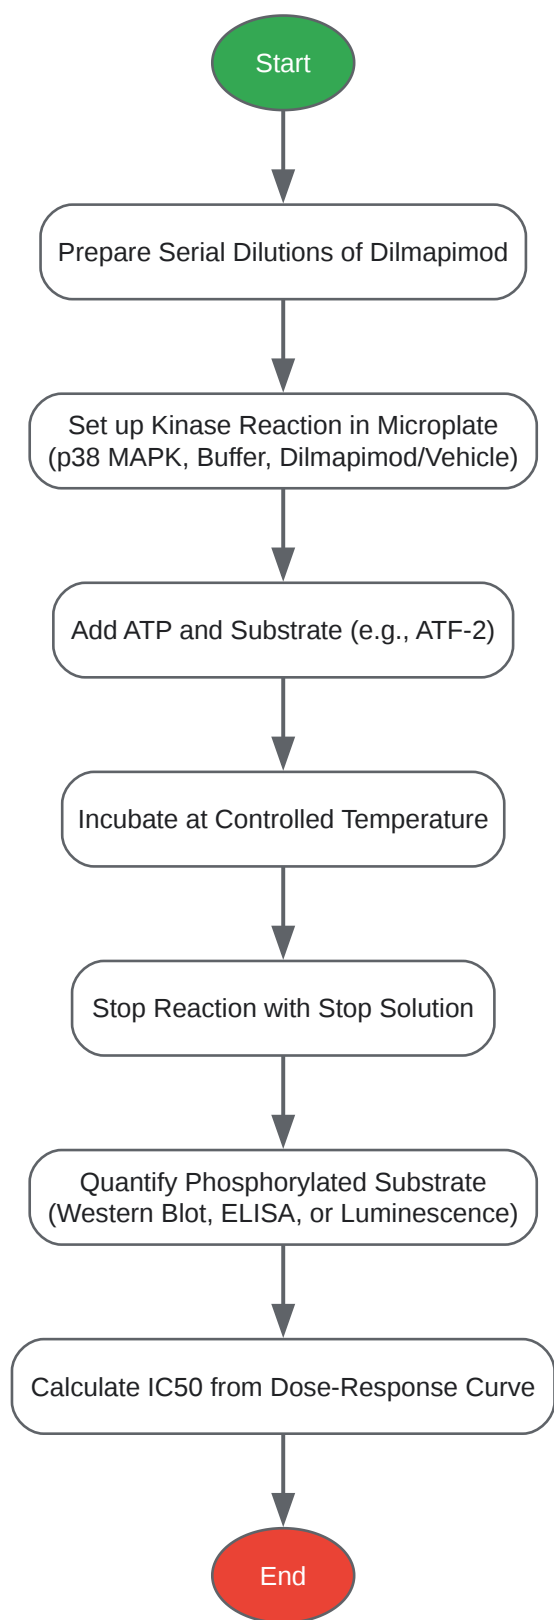 Start
Prepare Serial Dilutions of Dilmapimod
Set up Kinase Reaction in Microplate
(p38 MAPK, Buffer, Dilmapimod/Vehicle)
Add ATP and Substrate (e.g., ATF-2)
Incubate at Controlled Temperature
Stop Reaction with Stop Solution
Quantify Phosphorylated Substrate
(Western Blot, ELISA, or Luminescence)
Calculate IC50 from Dose-Response Curve
End